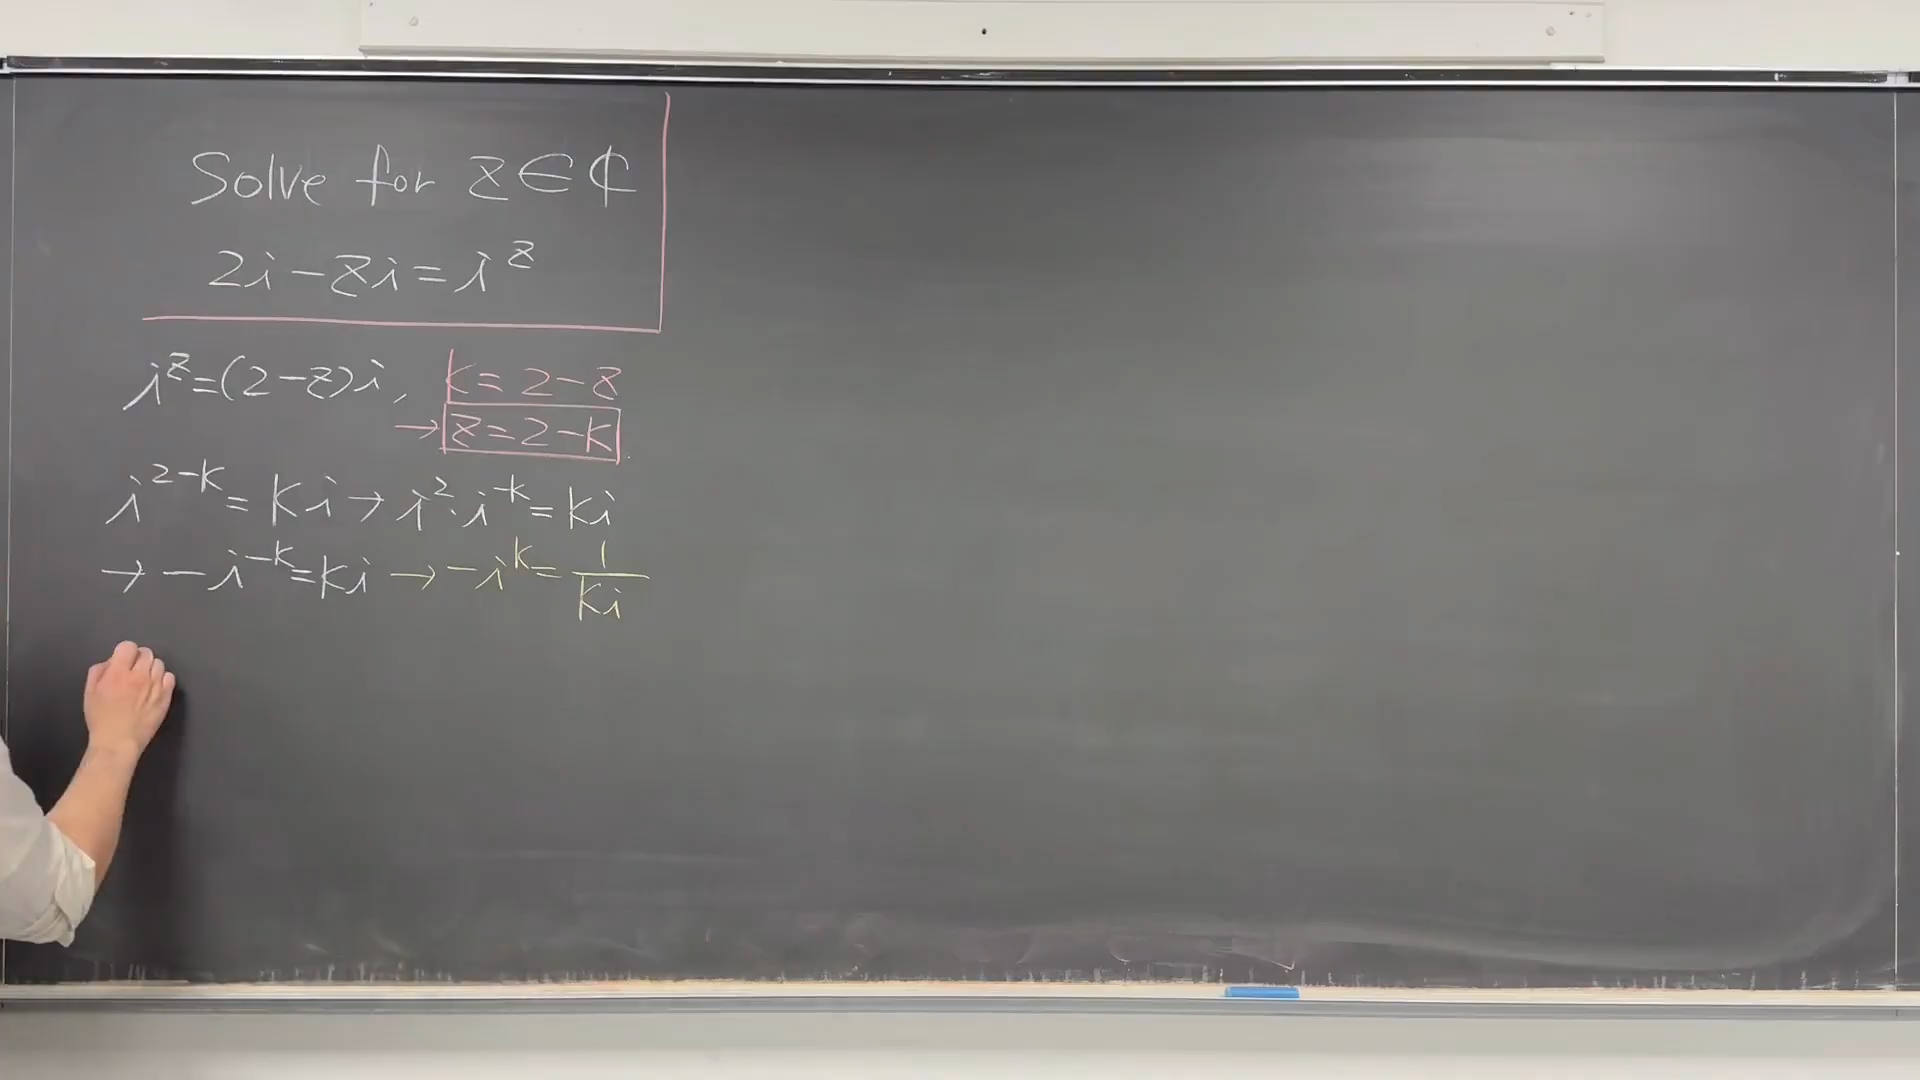 Solve for z∈ℂ
2i−zi=i^z
i^z=(2−z)i, k=2−z
→ z=2−k
i^{2−k}=ki→i^2·i^{−k}=ki
→−i^{−k}=ki→−i^k=1/ki